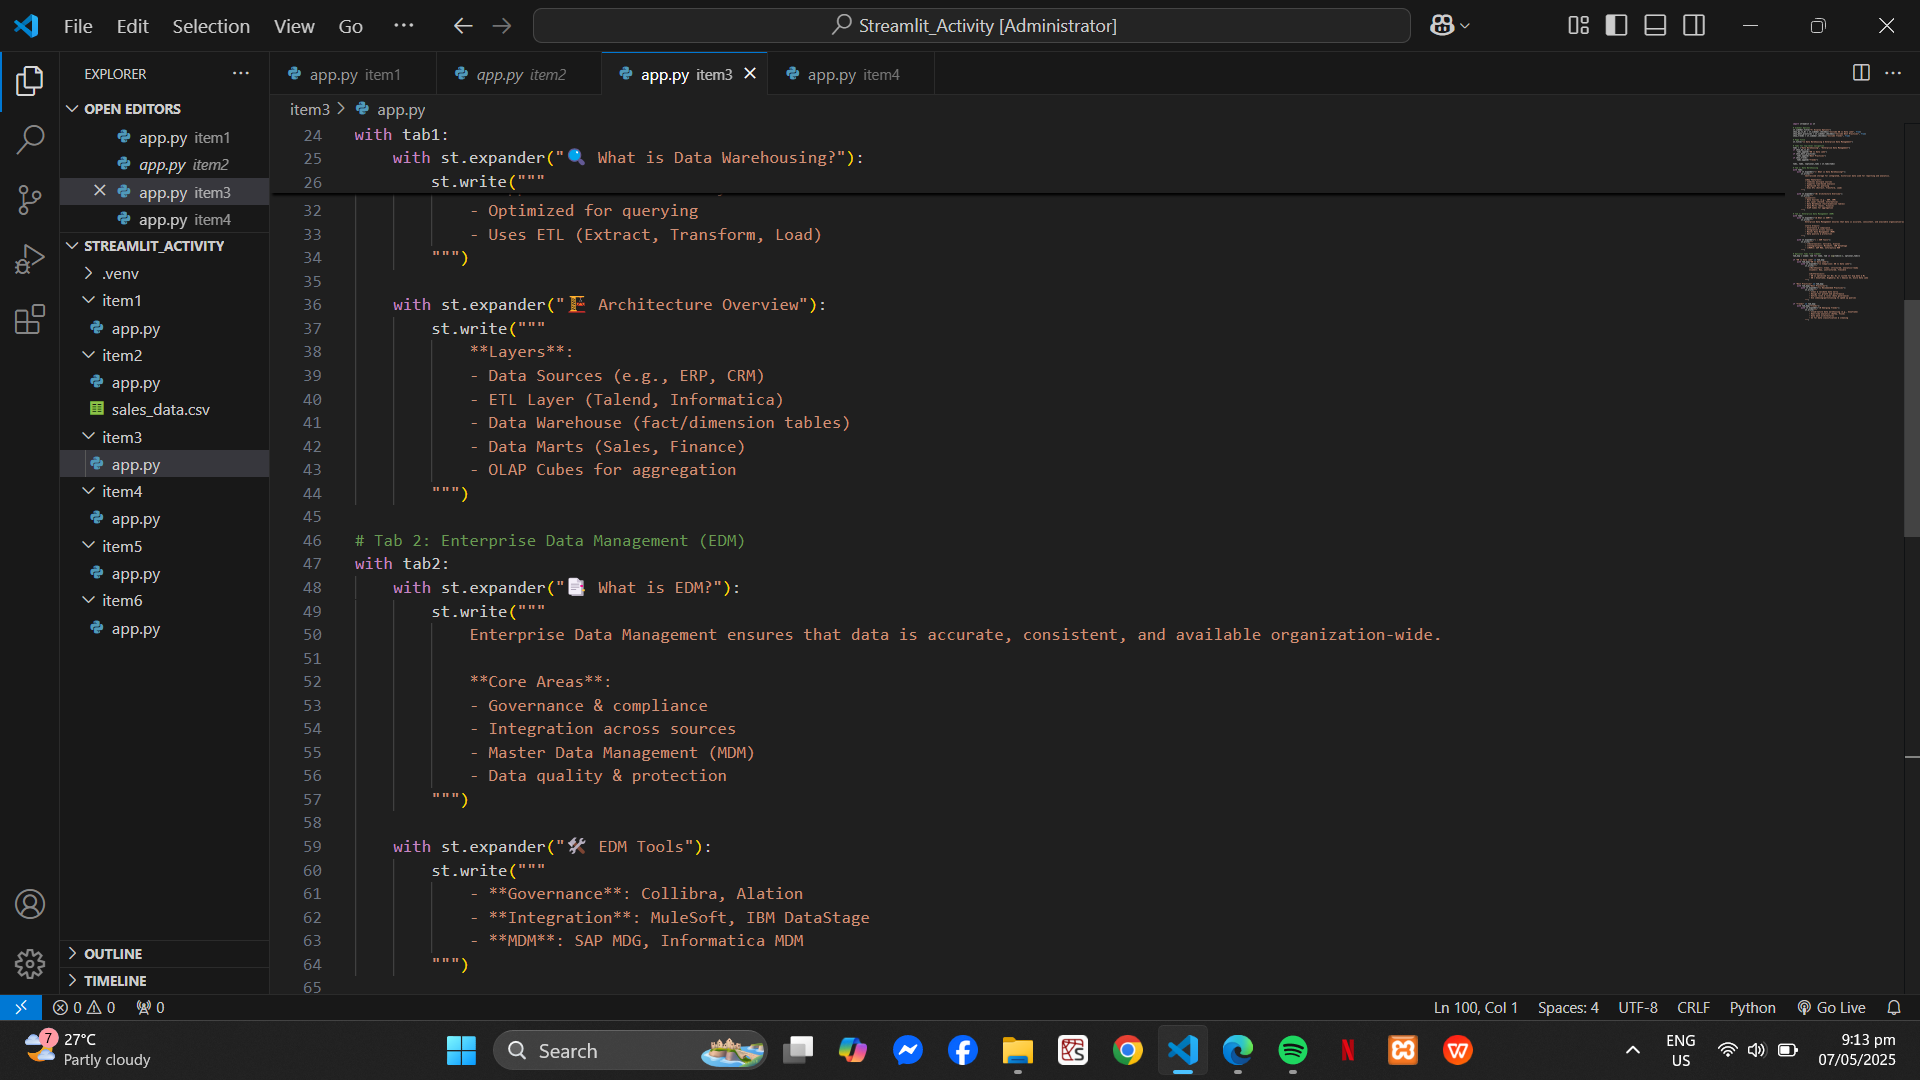 File Edit Selection View Go ··· Streamlit_Activity [Administrator]
EXPLORER ···
app.py item1 app.py item2 app.py item3 app.py item4
OPEN EDITORS
item3 > app.py
app.py item1
app.py item2
app.py item3
app.py item4
STREAMLIT_ACTIVITY
.venv
item1
app.py
item2
app.py
sales_data.csv
item3
app.py
item4
app.py
item5
app.py
item6
app.py
OUTLINE
TIMELINE
24 with tab1:
25 with st.expander("🔍 What is Data Warehousing?"):
26 st.write("""
32 - Optimized for querying
33 - Uses ETL (Extract, Transform, Load)
34 """)
35
36 with st.expander("🏗️ Architecture Overview"):
37 st.write("""
38 **Layers**:
39 - Data Sources (e.g., ERP, CRM)
40 - ETL Layer (Talend, Informatica)
41 - Data Warehouse (fact/dimension tables)
42 - Data Marts (Sales, Finance)
43 - OLAP Cubes for aggregation
44 """)
45
46 # Tab 2: Enterprise Data Management (EDM)
47 with tab2:
48 with st.expander("📑 What is EDM?"):
49 st.write("""
50 Enterprise Data Management ensures that data is accurate, consistent, and available organization-wide.
51
52 **Core Areas**:
53 - Governance & compliance
54 - Integration across sources
55 - Master Data Management (MDM)
56 - Data quality & protection
57 """)
58
59 with st.expander("🛠️ EDM Tools"):
60 st.write("""
61 - **Governance**: Collibra, Alation
62 - **Integration**: MuleSoft, IBM DataStage
63 - **MDM**: SAP MDG, Informatica MDM
64 """)
65
0 0 0 Ln 100, Col 1 Spaces: 4 UTF-8 CRLF Python Go Live
7 27°C
Partly cloudy
Search
ENG
US
9:13 pm
07/05/2025